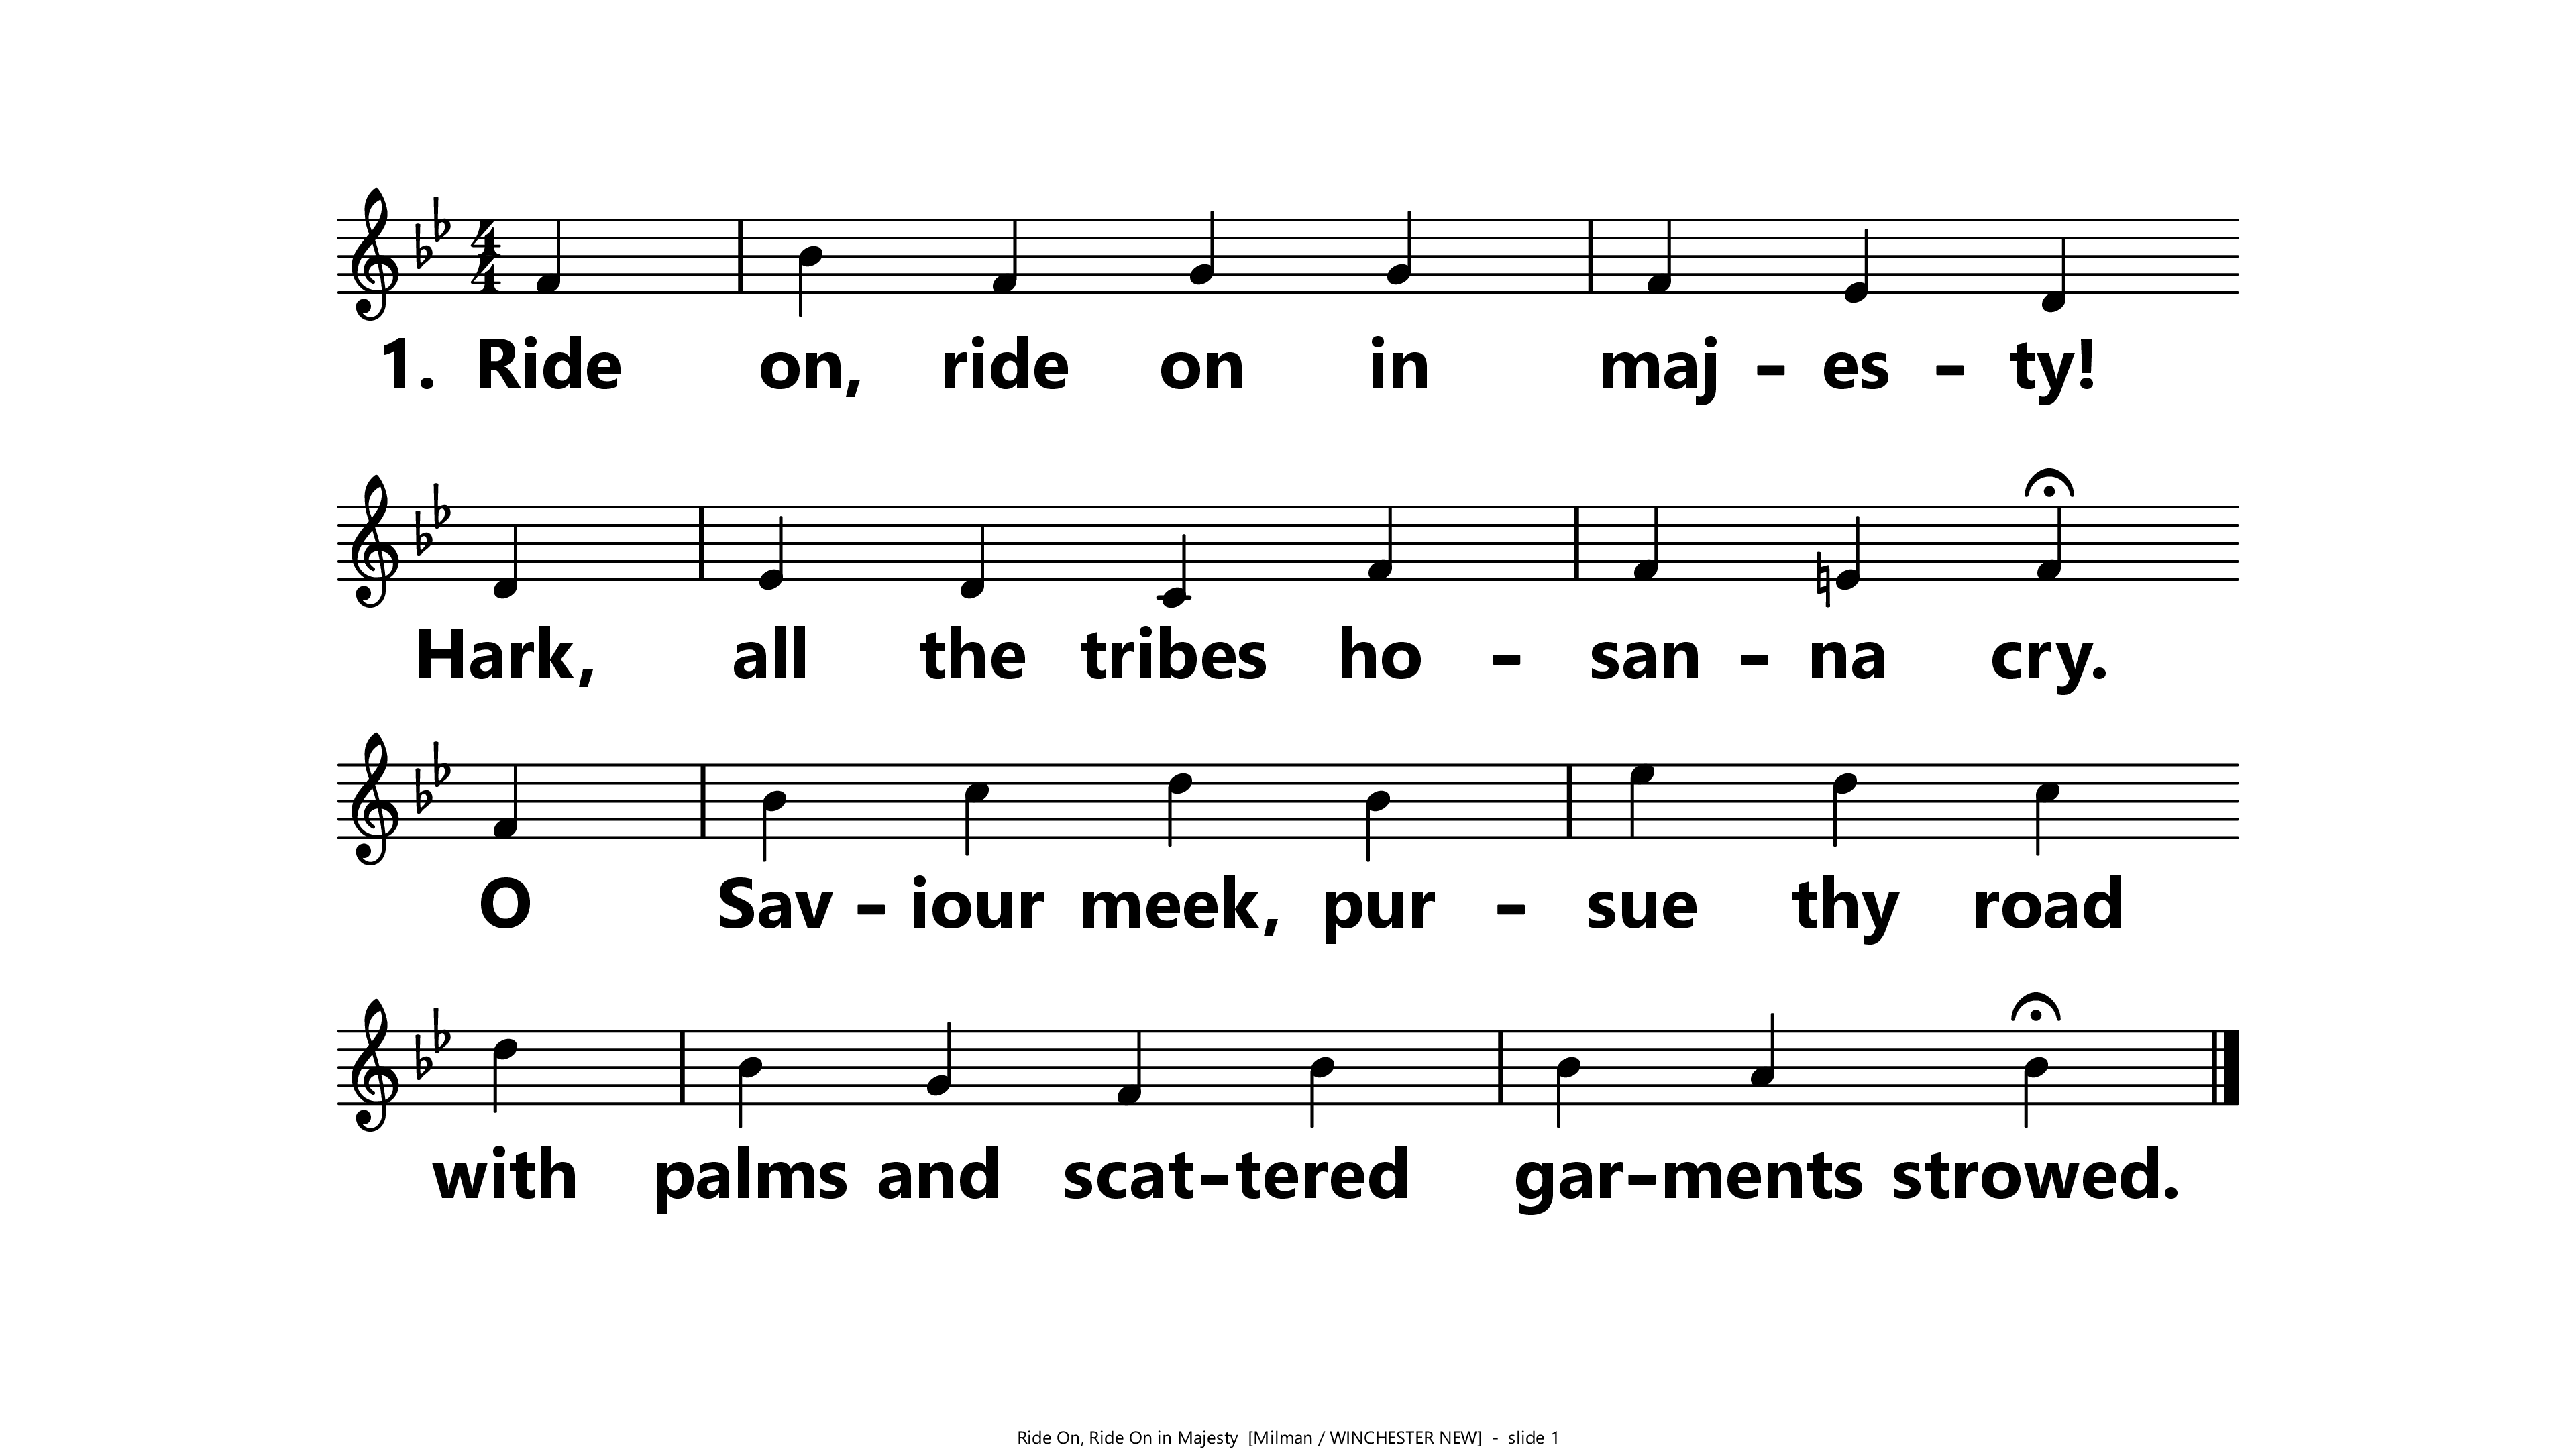 1. Ride on, ride on in maj - es - ty!
Hark, all the tribes ho - san - na cry.
O Sav - iour meek, pur - sue thy road
with palms and scat-tered gar-ments strowed.
Ride On, Ride On in Majesty [Milman / WINCHESTER NEW] - slide 1